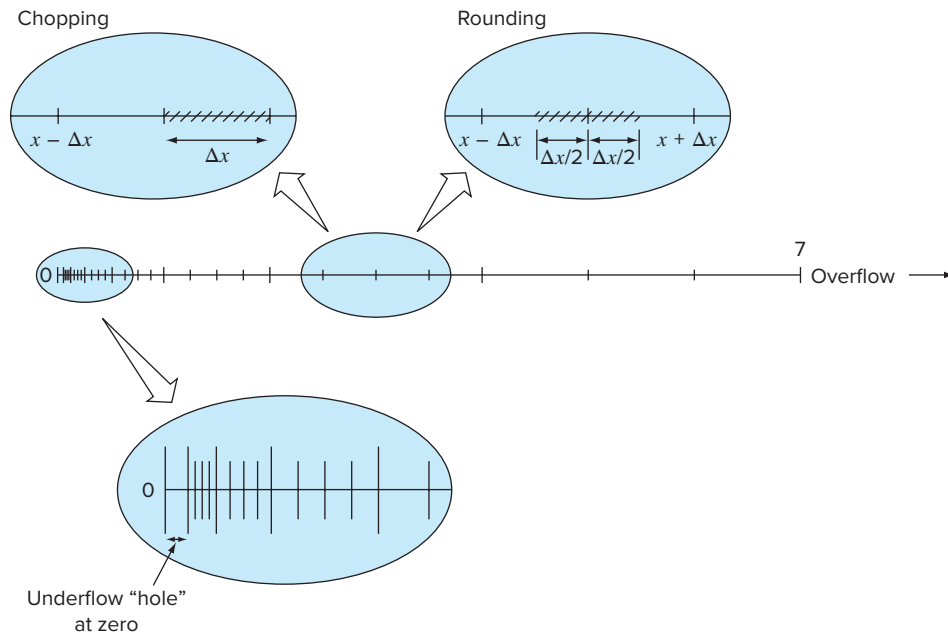 Chopping
Rounding
x – Δx
Δx
x – Δx
x + Δx
Δx/2
Δx/2
0
7
Overflow
0
Underflow “hole”
at zero